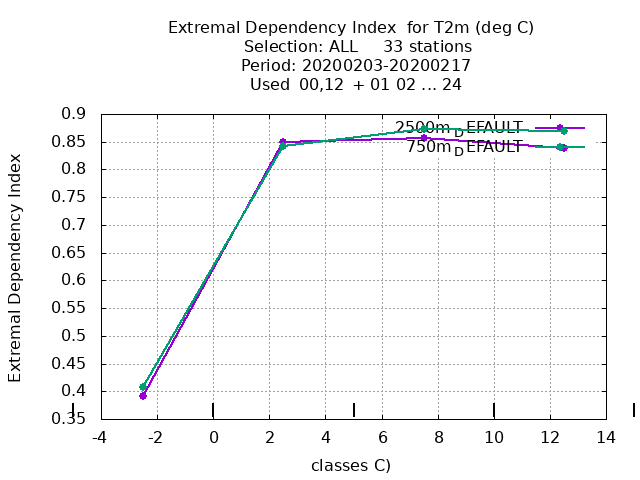 Extremal Dependency Index  for T2m (deg C)
Selection: ALL     33 stations
Period: 20200203-20200217
Used  00,12  + 01 02 ... 24
2500m_DEFAULT
750m_DEFAULT
Extremal Dependency Index
0.9
0.85
0.8
0.75
0.7
0.65
0.6
0.55
0.5
0.45
0.4
0.35
-4 -2 0 2 4 6 8 10 12 14
classes C)